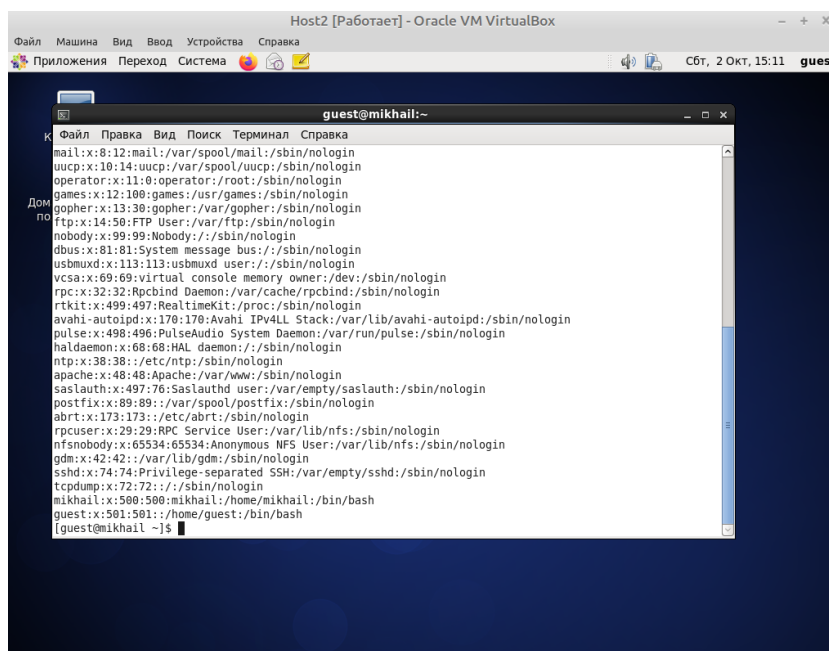 Host2 [Работает] - Oracle VM VirtualBox
Файл Машина Вид Ввод Устройства Справка
Приложения Переход Система Сбт, 2 Окт, 15:11 gues
guest@mikhail:~
К Файл Правка Вид Поиск Терминал Справка
mail:x:8:12:mail:/var/spool/mail:/sbin/nologin
uucp:x:10:14:uucp:/var/spool/uucp:/sbin/nologin
operator:x:11:0:operator:/root:/sbin/nologin
games:x:12:100:games:/usr/games:/sbin/nologin
Дом gopher:x:13:30:gopher:/var/gopher:/sbin/nologin
по ftp:x:14:50:FTP User:/var/ftp:/sbin/nologin
nobody:x:99:99:Nobody:/:/sbin/nologin
dbus:x:81:81:System message bus:/:/sbin/nologin
usbmuxd:x:113:113:usbmuxd user:/:/sbin/nologin
vcsa:x:69:69:virtual console memory owner:/dev:/sbin/nologin
rpc:x:32:32:Rpcbind Daemon:/var/cache/rpcbind:/sbin/nologin
rtkit:x:499:497:RealtimeKit:/proc:/sbin/nologin
avahi-autoipd:x:170:170:Avahi IPv4LL Stack:/var/lib/avahi-autoipd:/sbin/nologin
pulse:x:498:496:PulseAudio System Daemon:/var/run/pulse:/sbin/nologin
haldaemon:x:68:68:HAL daemon:/:/sbin/nologin
ntp:x:38:38::/etc/ntp:/sbin/nologin
apache:x:48:48:Apache:/var/www:/sbin/nologin
saslauth:x:497:76:Saslauthd user:/var/empty/saslauth:/sbin/nologin
postfix:x:89:89::/var/spool/postfix:/sbin/nologin
abrt:x:173:173::/etc/abrt:/sbin/nologin
rpcuser:x:29:29:RPC Service User:/var/lib/nfs:/sbin/nologin
nfsnobody:x:65534:65534:Anonymous NFS User:/var/lib/nfs:/sbin/nologin
gdm:x:42:42::/var/lib/gdm:/sbin/nologin
sshd:x:74:74:Privilege-separated SSH:/var/empty/sshd:/sbin/nologin
tcpdump:x:72:72::/:/sbin/nologin
mikhail:x:500:500:mikhail:/home/mikhail:/bin/bash
guest:x:501:501::/home/guest:/bin/bash
[guest@mikhail ~]$